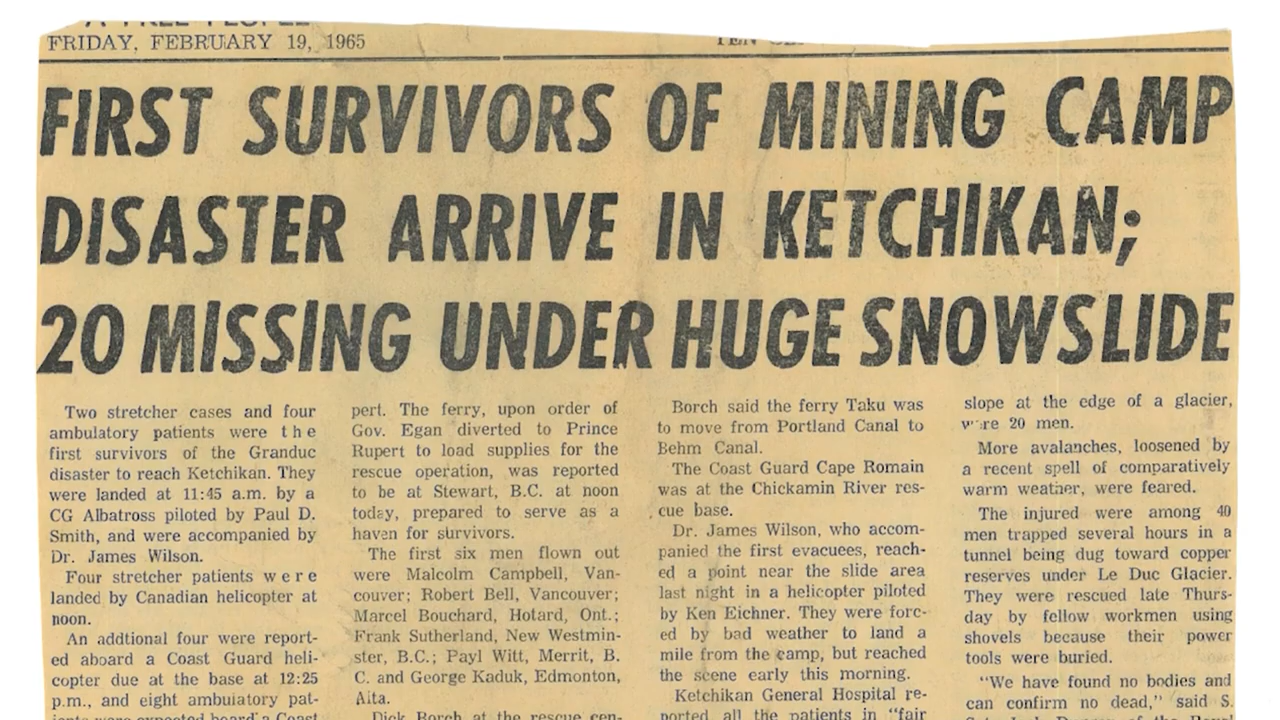 A FREE PEOPLE
FRIDAY, FEBRUARY 19, 1965
FIRST SURVIVORS OF MINING CAMP
DISASTER ARRIVE IN KETCHIKAN;
20 MISSING UNDER HUGE SNOWSLIDE
Two stretcher cases and four
ambulatory patients were the
first survivors of the Granduc
disaster to reach Ketchikan. They
were landed at 11:45 a.m. by a
CG Albatross piloted by Paul D.
Smith, and were accompanied by
Dr. James Wilson.
Four stretcher patients were
landed by Canadian helicopter at
noon.
An addtional four were report-
ed aboard a Coast Guard heli-
copter due at the base at 12:25
p.m., and eight ambulatory pat-
ients were expected board a Coast
pert. The ferry, upon order of
Gov. Egan diverted to Prince
Rupert to load supplies for the
rescue operation, was reported
to be at Stewart, B.C. at noon
today, prepared to serve as a
haven for survivors.
The first six men flown out
were Malcolm Campbell, Van-
couver; Robert Bell, Vancouver;
Marcel Bouchard, Hotard, Ont.;
Frank Sutherland, New Westmin-
ster, B.C.; Payl Witt, Merrit, B.
C. and George Kaduk, Edmonton,
Aita.
Dick Borch at the rescue cen-
Borch said the ferry Taku was
to move from Portland Canal to
Behm Canal.
The Coast Guard Cape Romain
was at the Chickamin River res-
cue base.
Dr. James Wilson, who accom-
panied the first evacuees, reach-
ed a point near the slide area
last night in a helicopter piloted
by Ken Eichner. They were forc-
ed by bad weather to land a
mile from the camp, but reached
the scene early this morning.
Ketchikan General Hospital re-
ported all the patients in "fair
slope at the edge of a glacier,
were 20 men.
More avalanches, loosened by
a recent spell of comparatively
warm weather, were feared.
The injured were among 40
men trapped several hours in a
tunnel being dug toward copper
reserves under Le Duc Glacier.
They were rescued late Thurs-
day by fellow workmen using
shovels because their power
tools were buried.
"We have found no bodies and
can confirm no dead," said S.